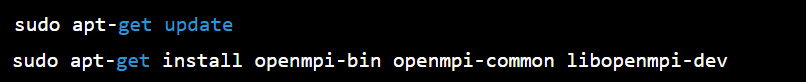 sudo apt-get update
sudo apt-get install openmpi-bin openmpi-common libopenmpi-dev